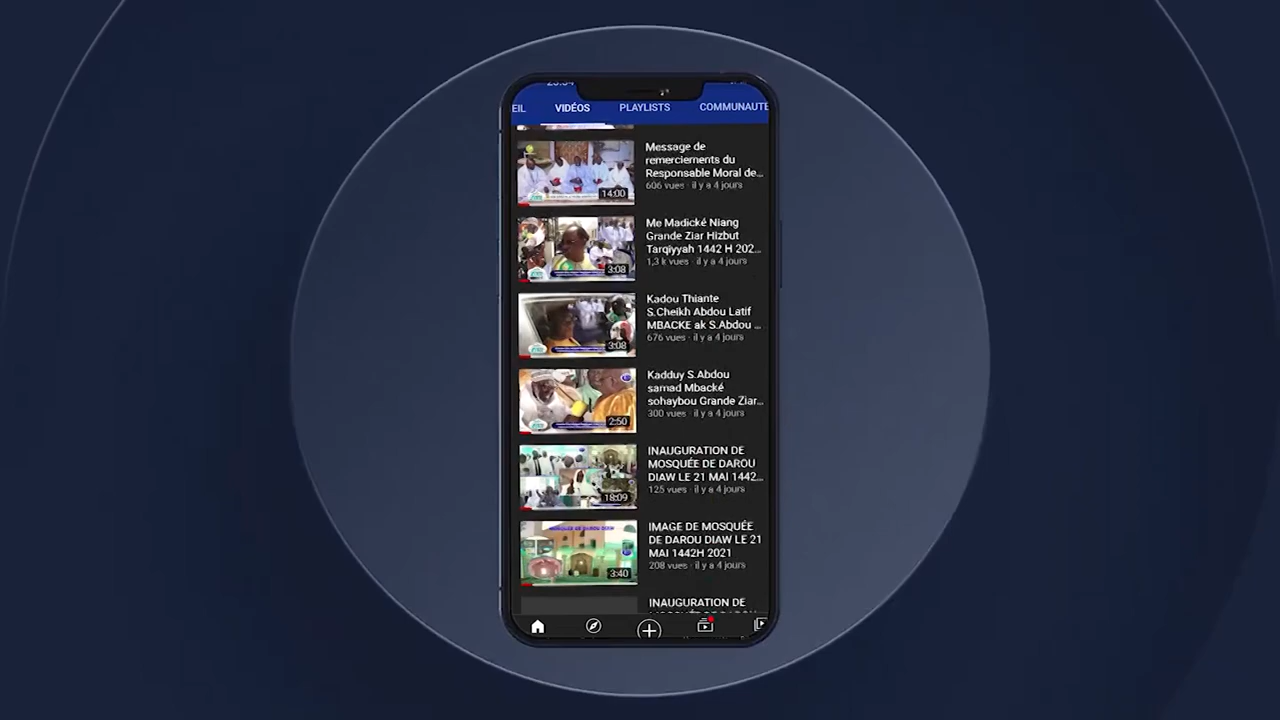 EIL VIDÉOS PLAYLISTS COMMUNAUTÉ
Message de
remerciements du
Responsable Moral de...
606 vues · il y a 4 jours
14:00
Me Madické Niang
Grande Ziar Hizbut
Tarqiyyah 1442 H 202...
1,3 k vues · il y a 4 jours
3:08
Kadou Thiante
S.Cheikh Abdou Latif
MBACKE ak S.Abdou ...
676 vues · il y a 4 jours
3:08
Kadduy S.Abdou
samad Mbacké
sohaybou Grande Ziar...
300 vues · il y a 4 jours
2:50
INAUGURATION DE
MOSQUÉE DE DAROU
DIAW LE 21 MAI 1442...
125 vues · il y a 4 jours
18:09
IMAGE DE MOSQUÉE
DE DAROU DIAW LE 21
MAI 1442H 2021
208 vues · il y a 4 jours
3:40
INAUGURATION DE